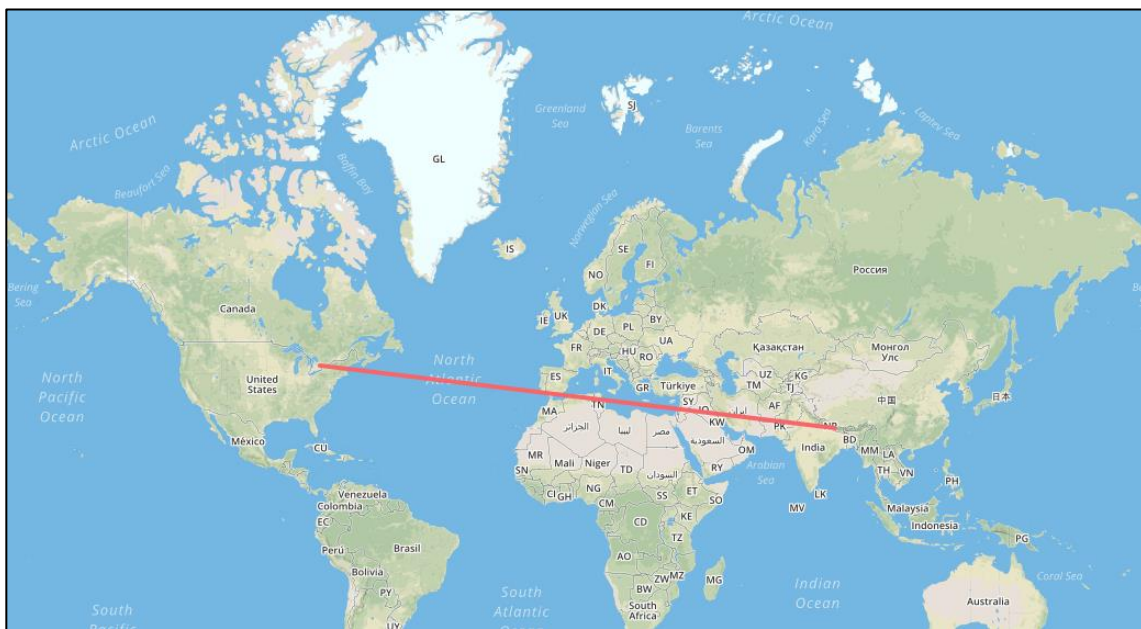 Arctic Ocean
Arctic Ocean
Beaufort Sea
Baffin Bay
GL
Greenland
Sea
SJ
Barents
Sea
Kara Sea
Laptev Sea
Norwegian Sea
IS
SE
FI
NO
Россия
Bering
Sea
Canada
DK
IE
UK
BY
PL
DE
UA
FR
HU
RO
Қазақстан
Монгол
Улс
North
Pacific
Ocean
United
States
North
Atlantic
Ocean
ES
IT
GR
Türkiye
UZ
KG
TM
TJ
中国
日本
MA
TN
SY
IQ
ایران
AF
PK
NP
KW
الجزائر
ليبيا
مصر
السعودية
OM
India
BD
MM
LA
México
CU
MR
Mali
Niger
TD
السودان
RY
Arabian
Sea
TH
VN
PH
SN
NG
CI
GH
CM
SS
ET
SO
MV
LK
Venezuela
Colombia
EC
CD
KE
TZ
Malaysia
Indonesia
PG
Perú
Brasil
AO
Bolivia
ZW
MZ
MG
BW
PY
South
Africa
UY
South
Pacific
South
Atlantic
Ocean
Indian
Ocean
Coral Sea
Australia